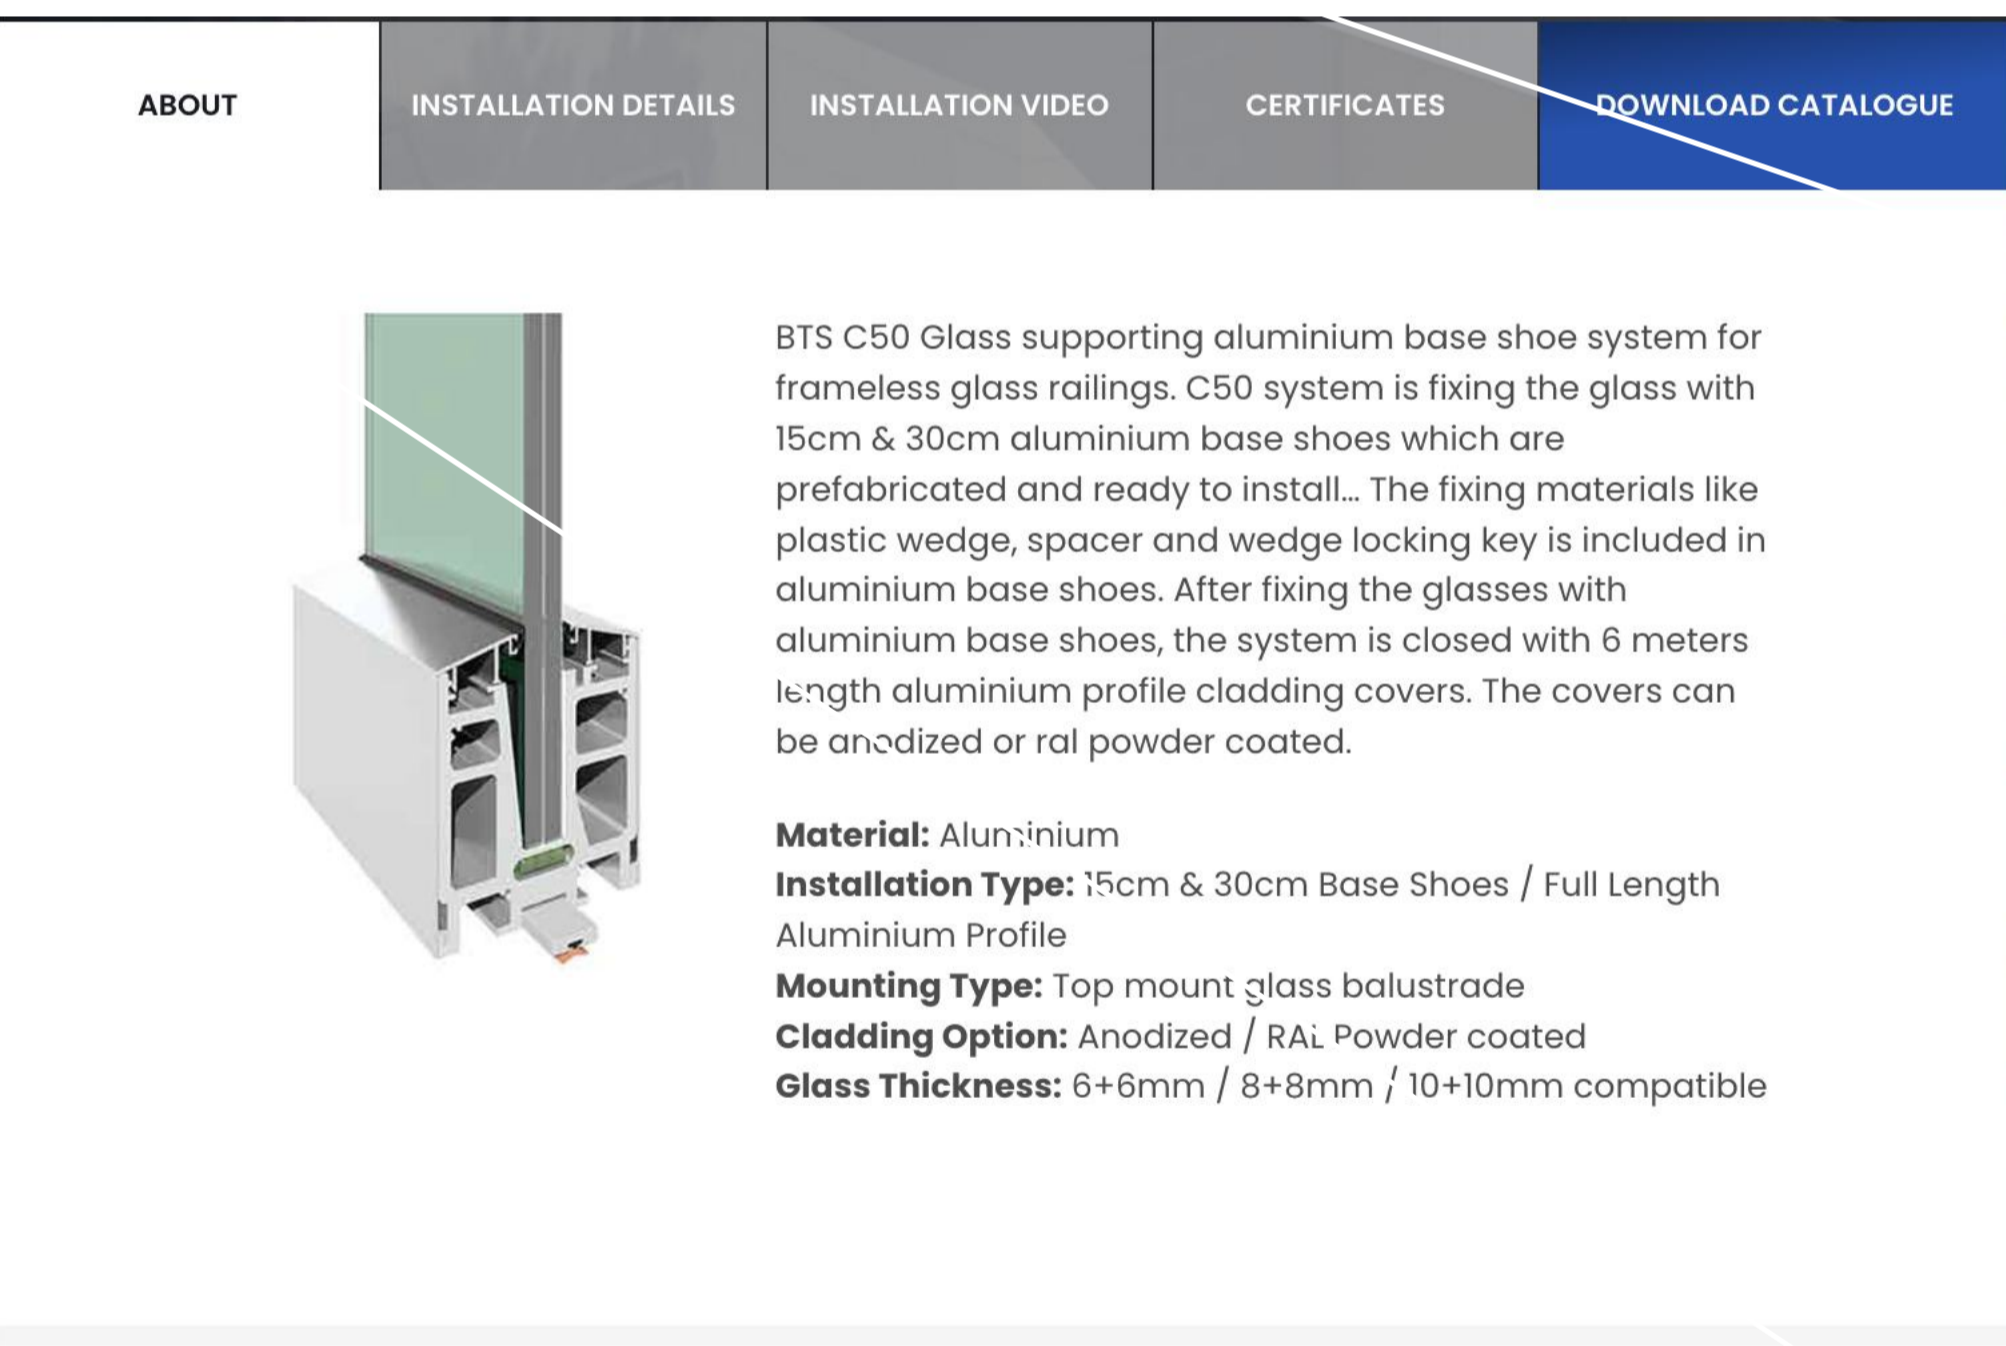 ABOUT
INSTALLATION DETAILS
INSTALLATION VIDEO
CERTIFICATES
DOWNLOAD CATALOGUE
BTS C50 Glass supporting aluminium base shoe system for
frameless glass railings. C50 system is fixing the glass with
15cm & 30cm aluminium base shoes which are
prefabricated and ready to install... The fixing materials like
plastic wedge, spacer and wedge locking key is included in
aluminium base shoes. After fixing the glasses with
aluminium base shoes, the system is closed with 6 meters
length aluminium profile cladding covers. The covers can
be anodized or ral powder coated.
Material: Aluminium
Installation Type: 15cm & 30cm Base Shoes / Full Length
Aluminium Profile
Mounting Type: Top mount glass balustrade
Cladding Option: Anodized / RAL Powder coated
Glass Thickness: 6+6mm / 8+8mm / 10+10mm compatible